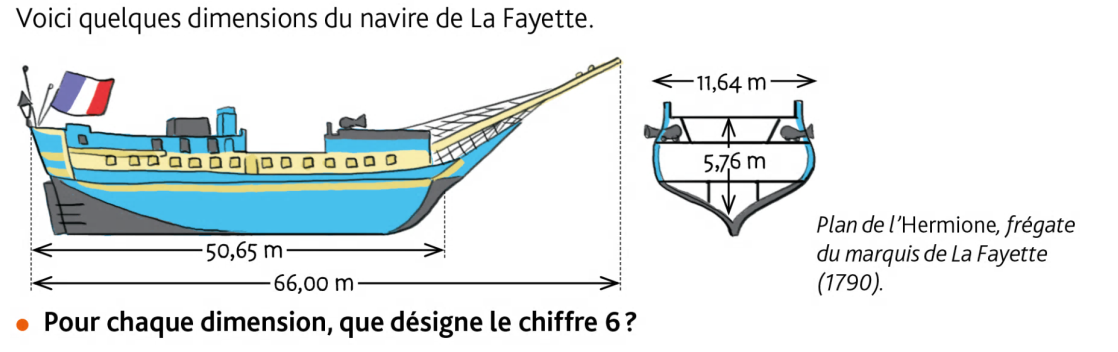 Voici quelques dimensions du navire de La Fayette.
11,64 m
5,76 m
50,65 m
66,00 m
Plan de l'Hermione, frégate
du marquis de La Fayette
(1790).
• Pour chaque dimension, que désigne le chiffre 6 ?